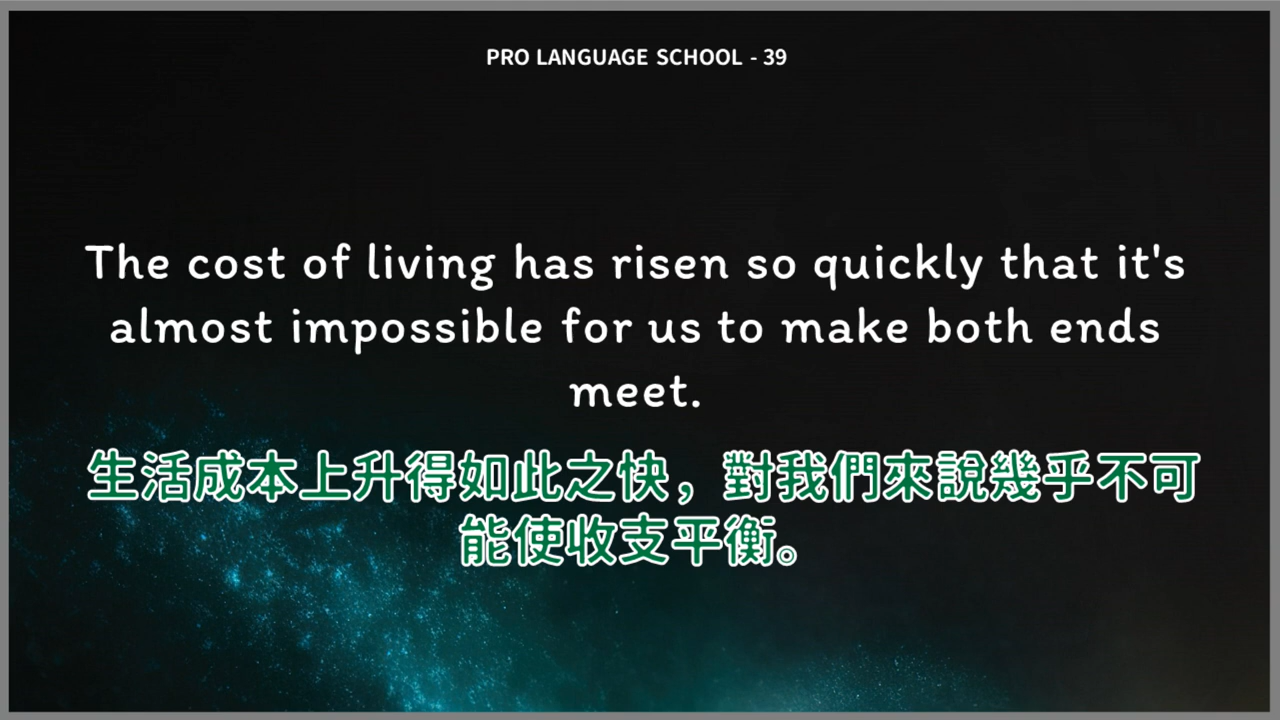 PRO LANGUAGE SCHOOL - 39
The cost of living has risen so quickly that it's
almost impossible for us to make both ends
meet.
生活成本上升得如此之快，對我們來說幾乎不可
能使收支平衡。